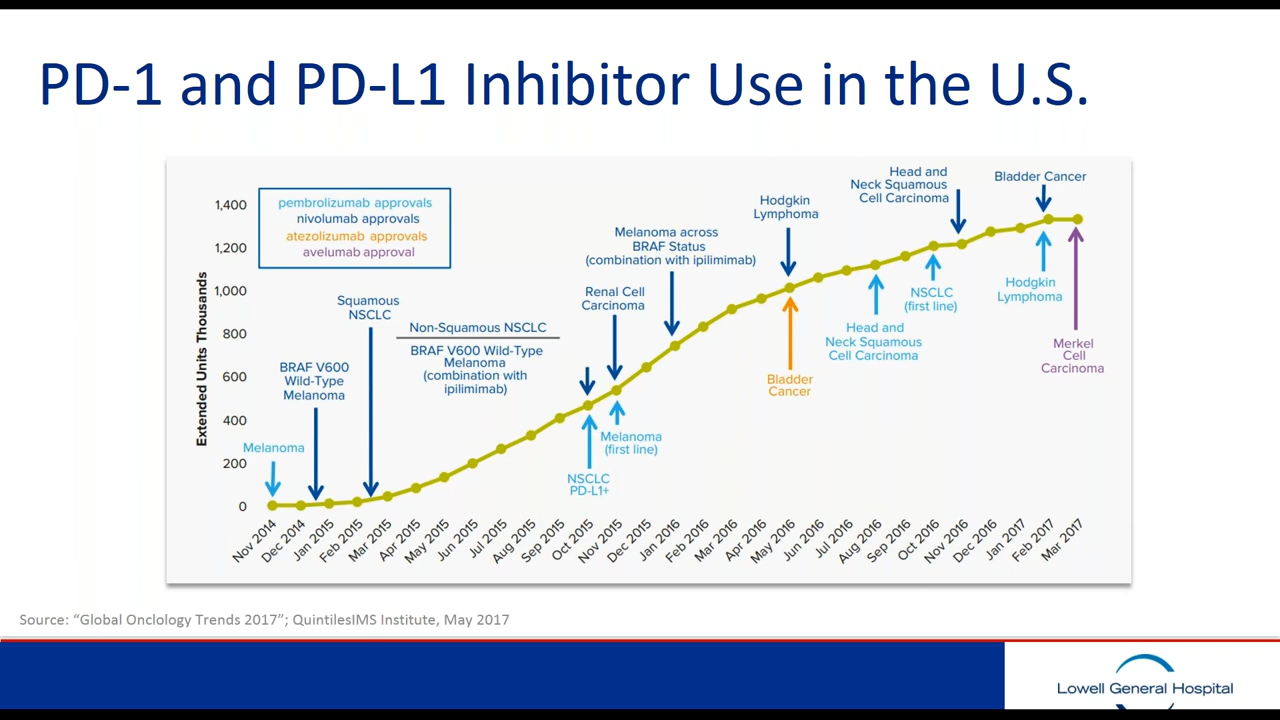 PD-1 and PD-L1 Inhibitor Use in the U.S.
pembrolizumab approvals
nivolumab approvals
atezolizumab approvals
avelumab approval
Extended Units Thousands
1,400
1,200
1,000
800
600
400
200
0
Melanoma
BRAF V600
Wild-Type
Melanoma
Squamous
NSCLC
Non-Squamous NSCLC
BRAF V600 Wild-Type
Melanoma
(combination with
ipilimimab)
NSCLC
PD-L1+
Renal Cell
Carcinoma
Melanoma
(first line)
Melanoma across
BRAF Status
(combination with ipilimimab)
Hodgkin
Lymphoma
Bladder
Cancer
Head and
Neck Squamous
Cell Carcinoma
NSCLC
(first line)
Head and
Neck Squamous
Cell Carcinoma
Bladder Cancer
Hodgkin
Lymphoma
Merkel
Cell
Carcinoma
Nov 2014
Dec 2014
Jan 2015
Feb 2015
Mar 2015
Apr 2015
May 2015
Jun 2015
Jul 2015
Aug 2015
Sep 2015
Oct 2015
Nov 2015
Dec 2015
Jan 2016
Feb 2016
Mar 2016
Apr 2016
May 2016
Jun 2016
Jul 2016
Aug 2016
Sep 2016
Oct 2016
Nov 2016
Dec 2016
Jan 2017
Feb 2017
Mar 2017
Source: “Global Onclology Trends 2017”; QuintilesIMS Institute, May 2017
Lowell General Hospital